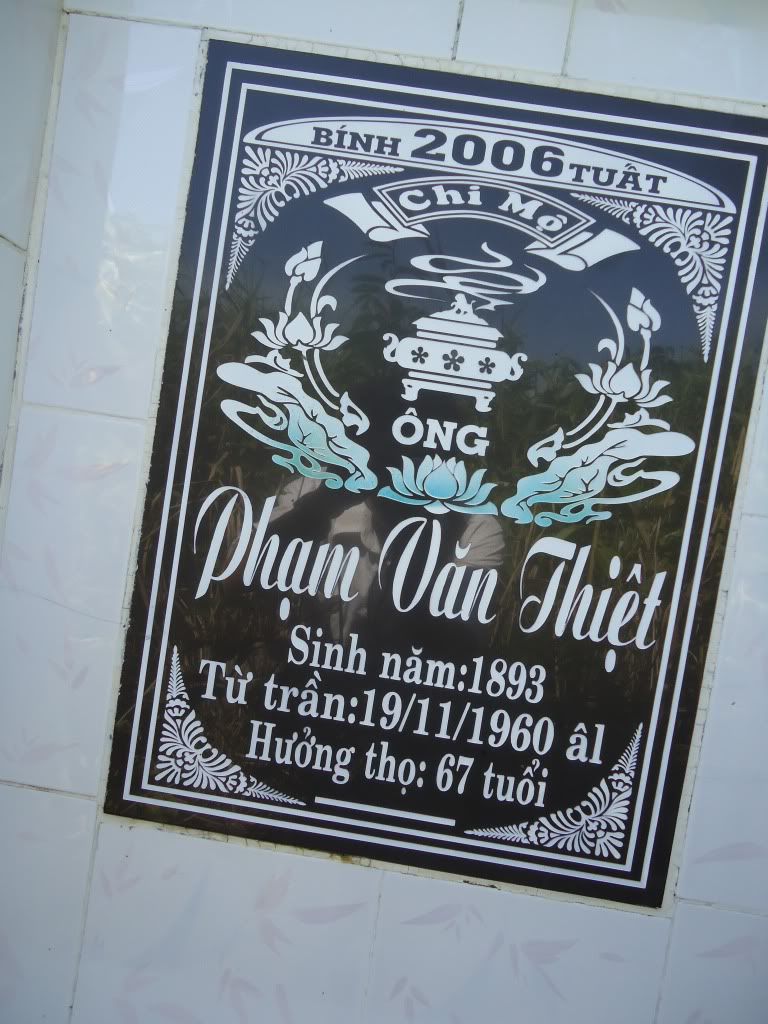 BÍNH 2006 TUẤT
Chi Mộ
ÔNG
Phạm Văn Thiệt
Sinh năm:1893
Từ trần:19/11/1960 âl
Hưởng thọ: 67 tuổi